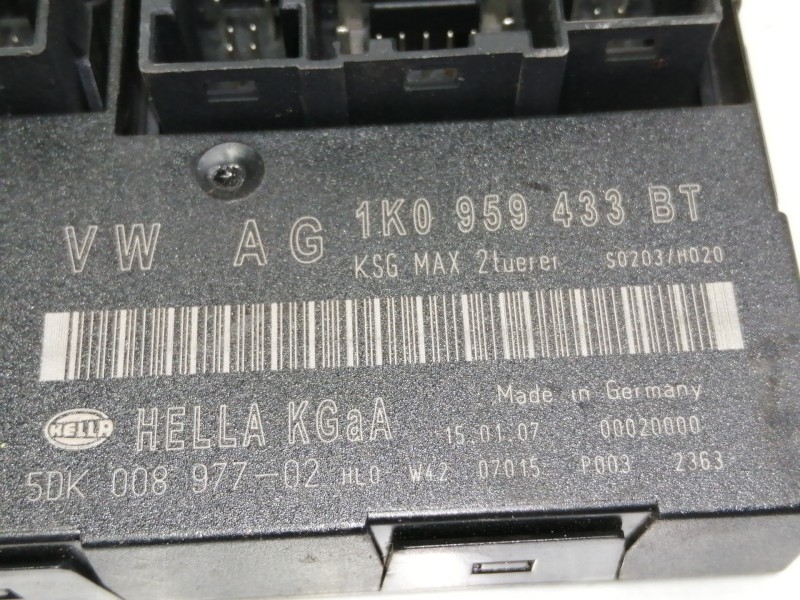 VW AG 1K0 959 433 BT
KSG MAX 2tuerer S0203/H020
Made in Germany
HELLA HELLA KGaA 15.01.07 00020000
5DK 008 977-02 HL0 W42 07015 P003 2363